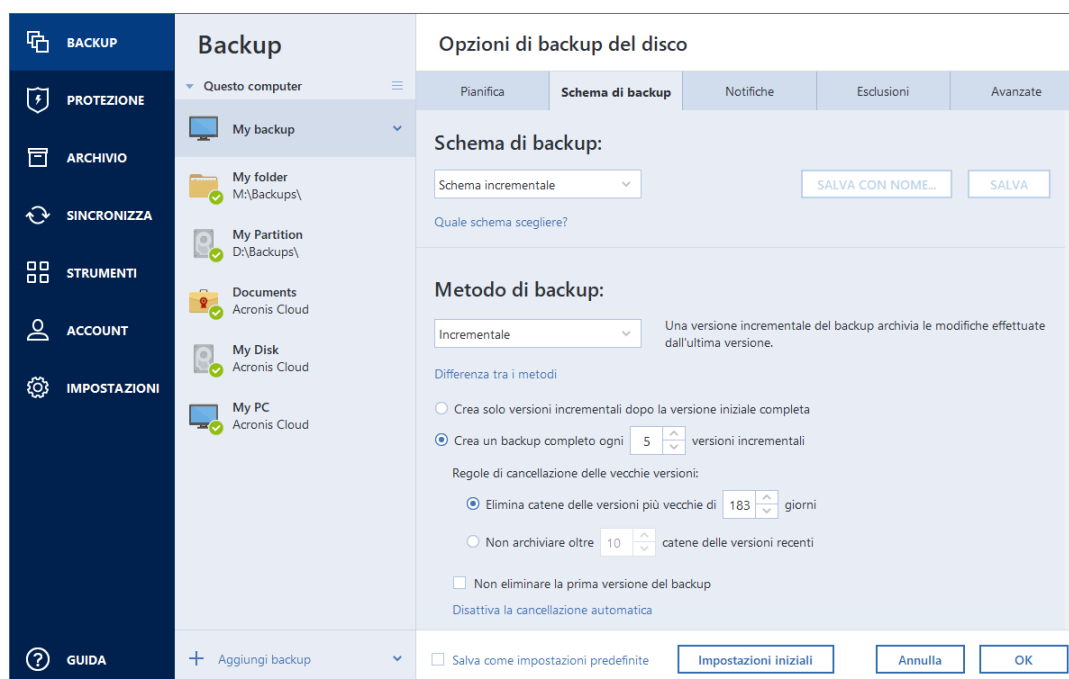 BACKUP
PROTEZIONE
ARCHIVIO
SINCRONIZZA
STRUMENTI
ACCOUNT
IMPOSTAZIONI
GUIDA
Backup
Questo computer
My backup
My folder
M:\Backups\
My Partition
D:\Backups\
Documents
Acronis Cloud
My Disk
Acronis Cloud
My PC
Acronis Cloud
Aggiungi backup
Opzioni di backup del disco
Pianifica
Schema di backup
Notifiche
Esclusioni
Avanzate
Schema di backup:
Schema incrementale
SALVA CON NOME...
SALVA
Quale schema scegliere?
Metodo di backup:
Incrementale
Una versione incrementale del backup archivia le modifiche effettuate
dall'ultima versione.
Differenza tra i metodi
Crea solo versioni incrementali dopo la versione iniziale completa
Crea un backup completo ogni 5 versioni incrementali
Regole di cancellazione delle vecchie versioni:
Elimina catene delle versioni più vecchie di 183 giorni
Non archiviare oltre 10 catene delle versioni recenti
Non eliminare la prima versione del backup
Disattiva la cancellazione automatica
Salva come impostazioni predefinite
Impostazioni iniziali
Annulla
OK